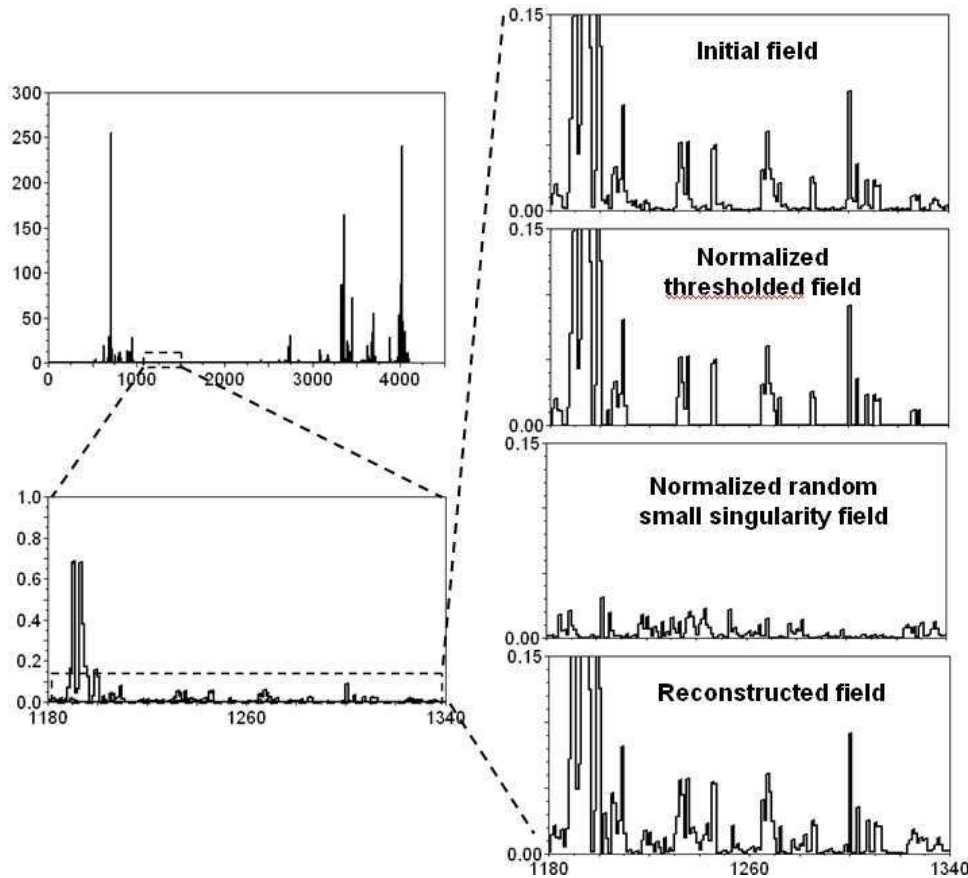 300
250
200
150
100
50
0
0 1000 2000 3000 4000
1.0
0.8
0.6
0.4
0.2
0.0
1180 1260 1340
0.15
Initial field
0.00
0.15
Normalized
thresholded field
0.00
0.15
Normalized random
small singularity field
0.00
0.15
Reconstructed field
0.00
1180 1260 1340